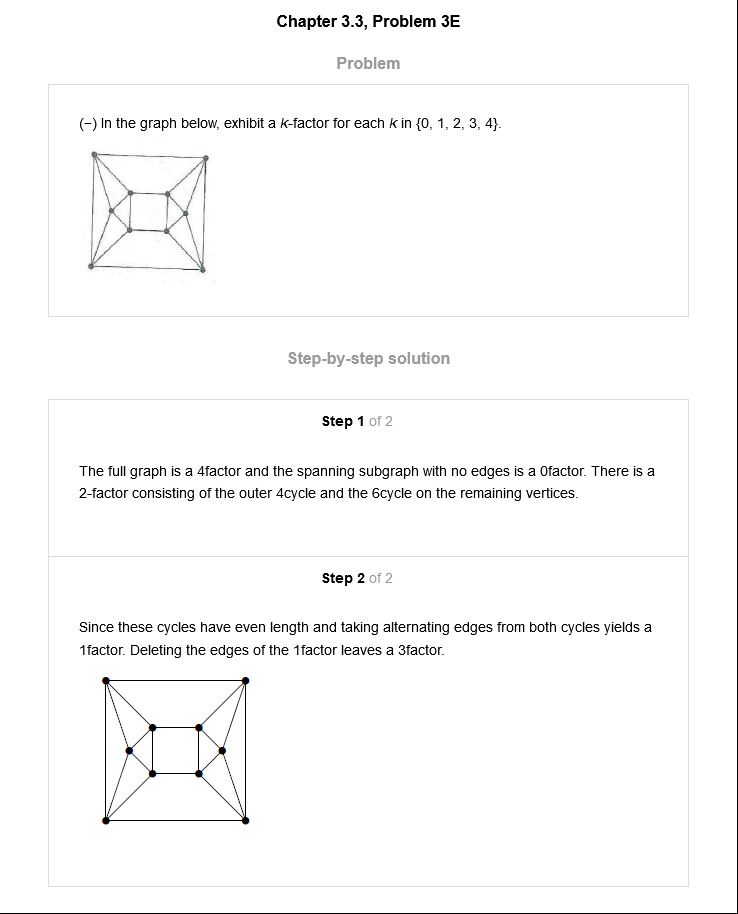 Chapter 3.3, Problem 3E
Problem
(−) In the graph below, exhibit a k-factor for each k in {0, 1, 2, 3, 4}.
Step-by-step solution
Step 1 of 2
The full graph is a 4factor and the spanning subgraph with no edges is a 0factor. There is a
2-factor consisting of the outer 4cycle and the 6cycle on the remaining vertices.
Step 2 of 2
Since these cycles have even length and taking alternating edges from both cycles yields a
1factor. Deleting the edges of the 1factor leaves a 3factor.